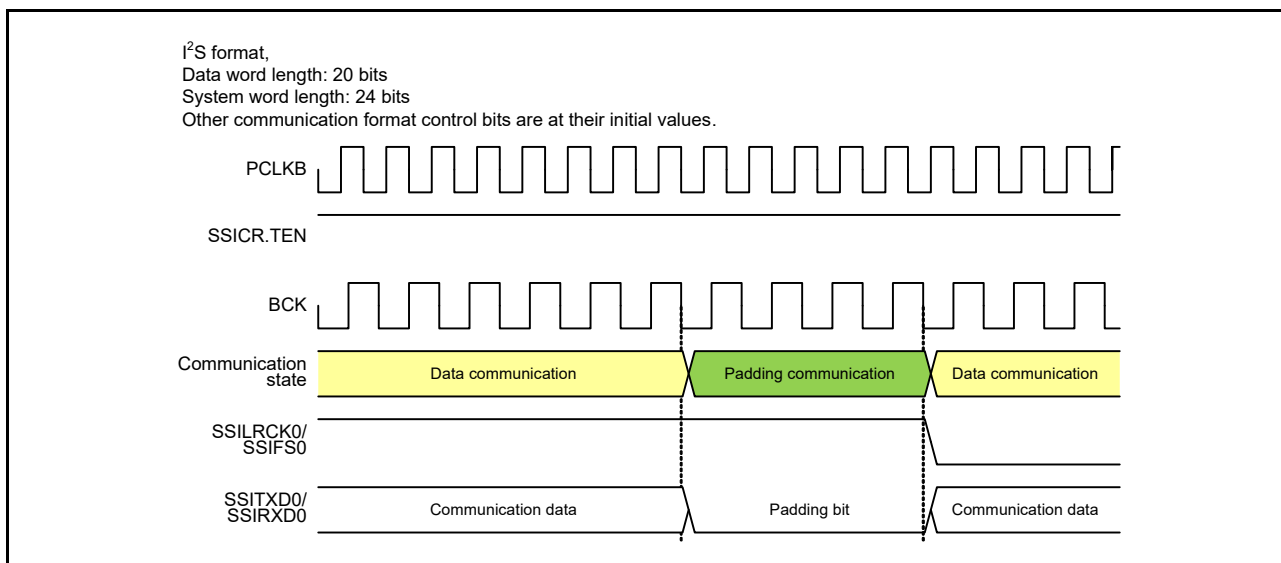 I²S format,
Data word length: 20 bits
System word length: 24 bits
Other communication format control bits are at their initial values.
PCLKB
SSICR.TEN
BCK
Communication
state
Data communication
Padding communication
Data communication
SSILRCK0/
SSIFS0
SSITXD0/
SSIRXD0
Communication data
Padding bit
Communication data